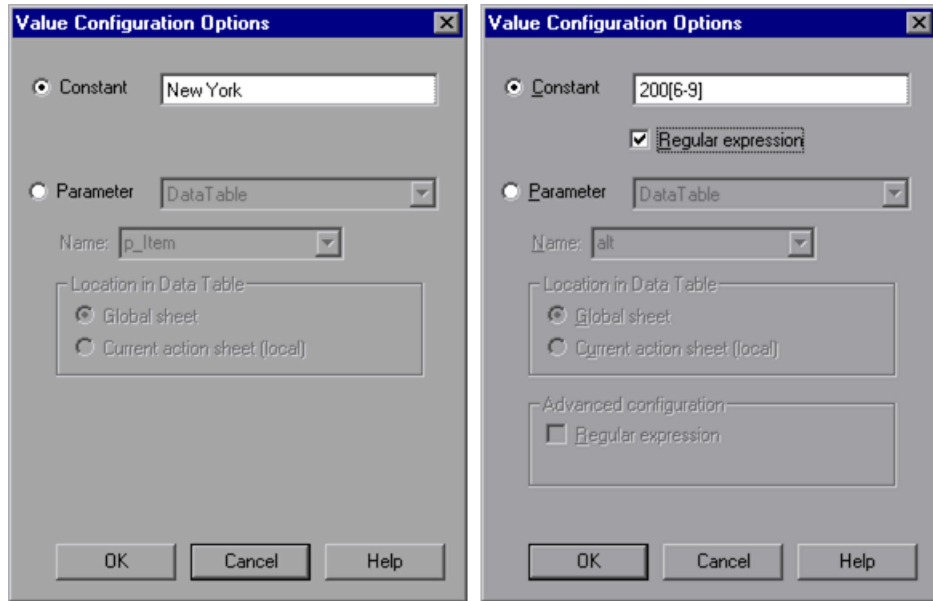 Value Configuration Options
Constant New York
Parameter DataTable
Name: p_Item
Location in Data Table
Global sheet
Current action sheet (local)
OK Cancel Help
Value Configuration Options
Constant 200[6-9]
Regular expression
Parameter DataTable
Name: alt
Location in Data Table
Global sheet
Current action sheet (local)
Advanced configuration
Regular expression
OK Cancel Help